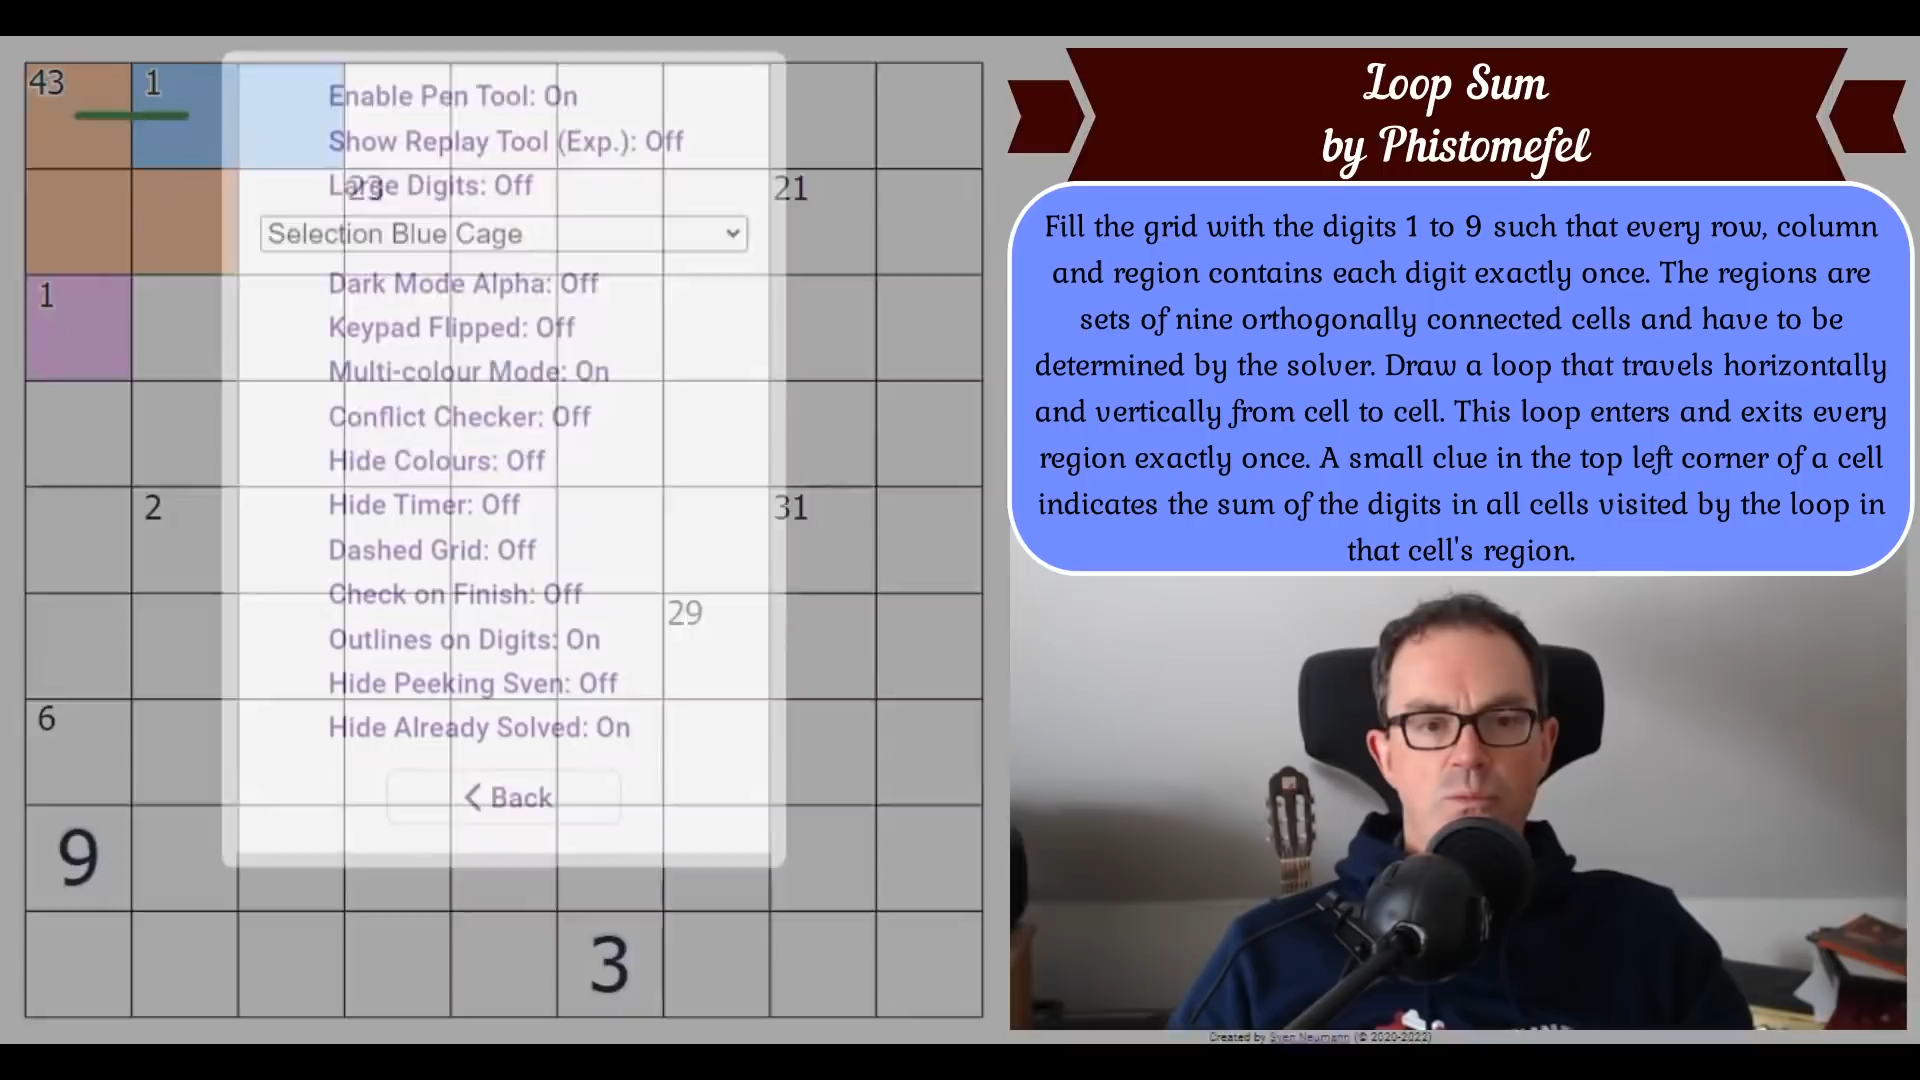 Loop Sum
by Phistomefel
Fill the grid with the digits 1 to 9 such that every row, column
and region contains each digit exactly once. The regions are
sets of nine orthogonally connected cells and have to be
determined by the solver. Draw a loop that travels horizontally
and vertically from cell to cell. This loop enters and exits every
region exactly once. A small clue in the top left corner of a cell
indicates the sum of the digits in all cells visited by the loop in
that cell's region.
43 1
Enable Pen Tool: On
Show Replay Tool (Exp.): Off
Large Digits: Off
23 21
Selection Blue Cage
Dark Mode Alpha: Off
1
Keypad Flipped: Off
Multi-colour Mode: On
Conflict Checker: Off
Hide Colours: Off
2 31
Hide Timer: Off
Dashed Grid: Off
Check on Finish: Off
29
Outlines on Digits: On
Hide Peeking Sven: Off
6
Hide Already Solved: On
Back
9
3
Created by Sven Neumann (© 2020-2022)